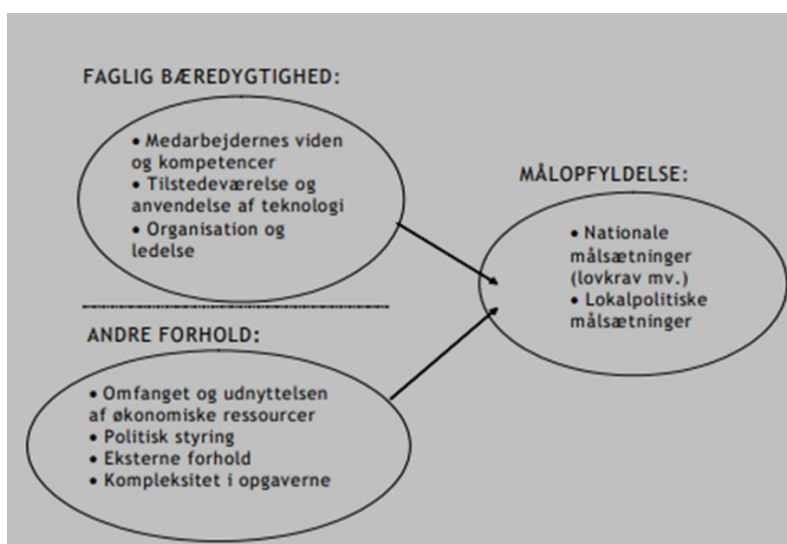 FAGLIG BÆREDYGTIGHED:
• Medarbejdernes viden
og kompetencer
• Tilstedeværelse og
anvendelse af teknologi
• Organisation og
ledelse
MÅLOPFYLDELSE:
• Nationale
målsætninger
(lovkrav mv.)
• Lokalpolitiske
målsætninger
ANDRE FORHOLD:
• Omfanget og udnyttelsen
af økonomiske ressourcer
• Politisk styring
• Eksterne forhold
• Kompleksitet i opgaverne